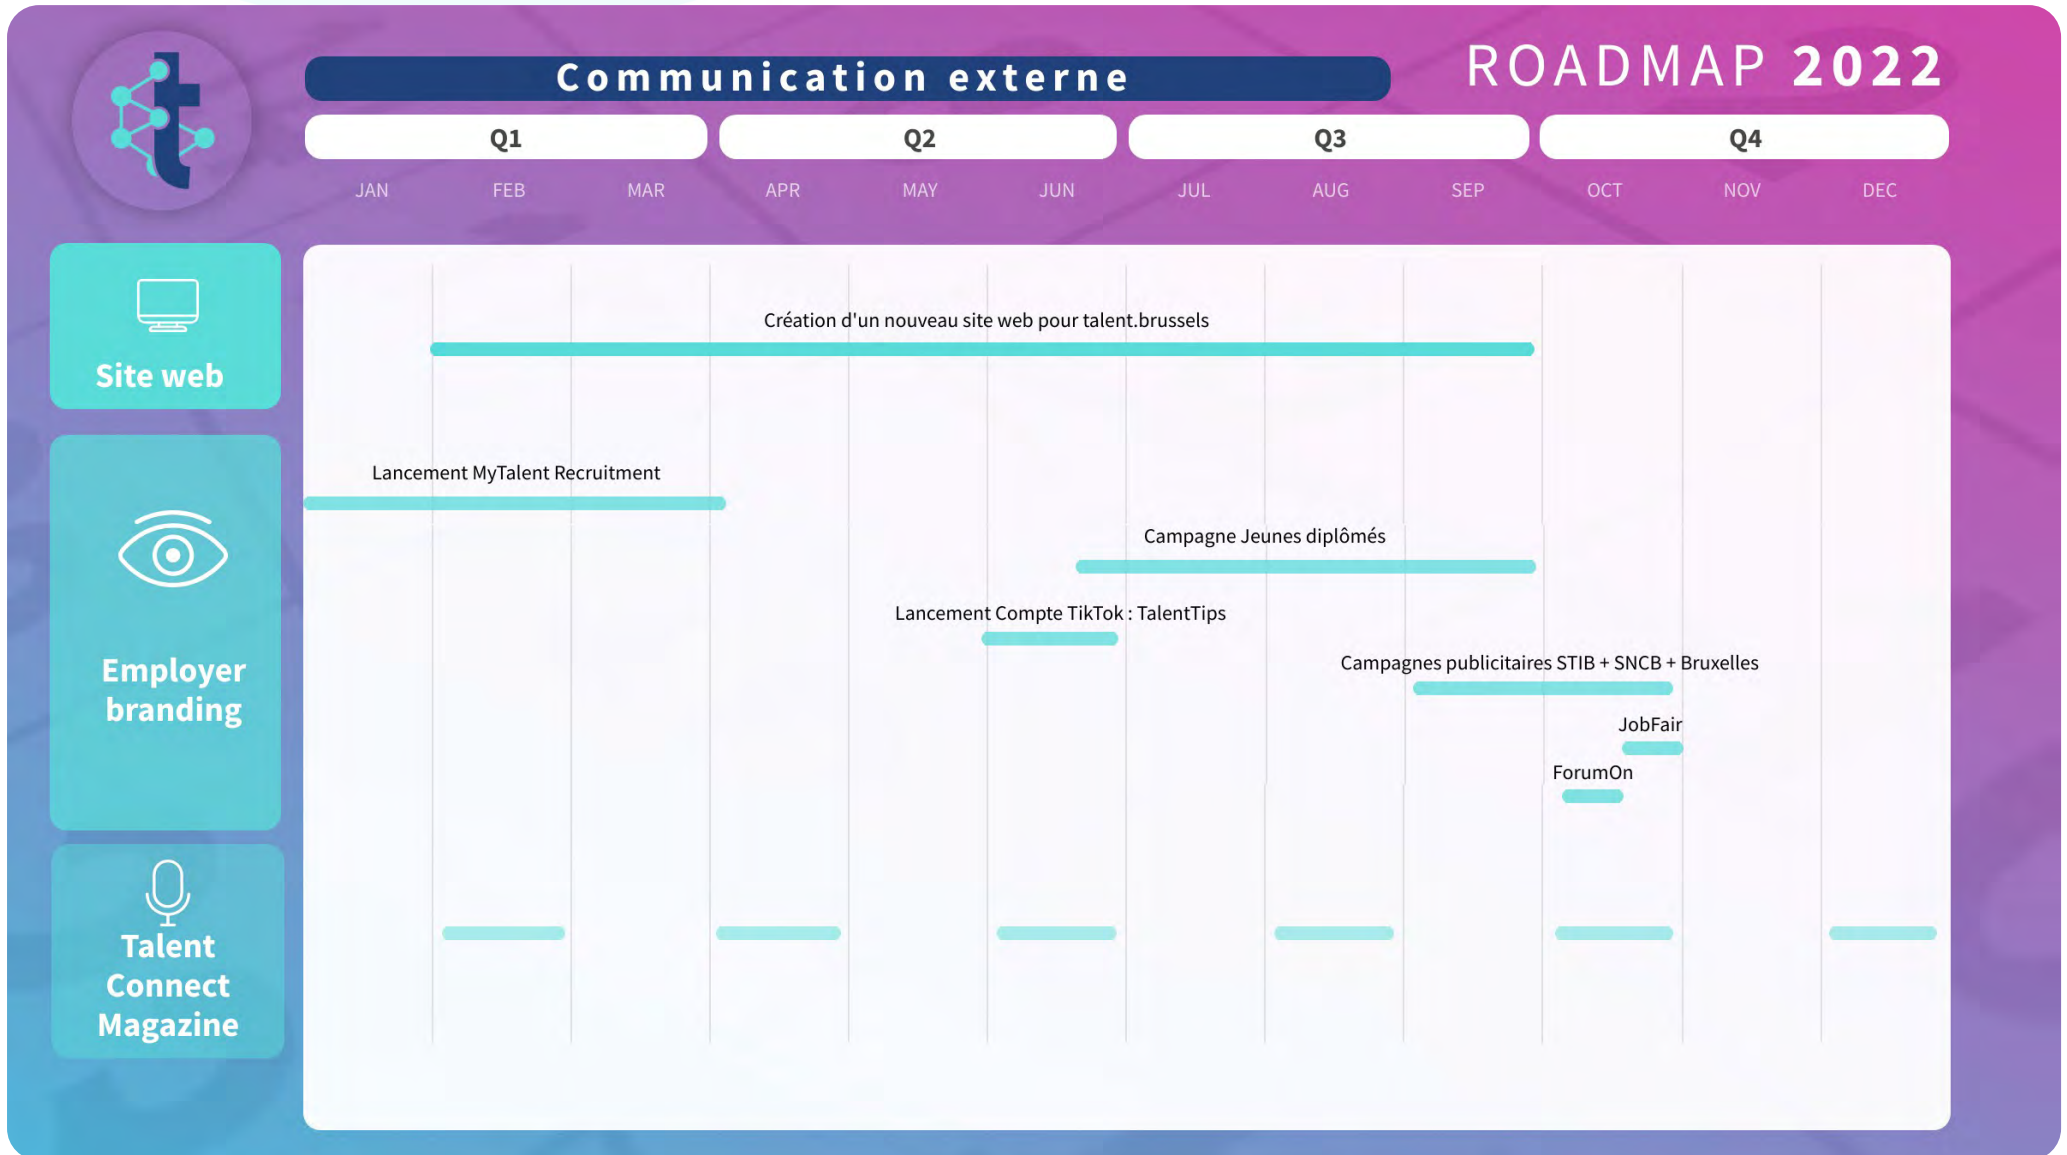 Communication externe
ROADMAP 2022
Q1 Q2 Q3 Q4
JAN FEB MAR APR MAY JUN JUL AUG SEP OCT NOV DEC
Site web
Création d'un nouveau site web pour talent.brussels
Employer
branding
Lancement MyTalent Recruitment
Campagne Jeunes diplômés
Lancement Compte TikTok : TalentTips
Campagnes publicitaires STIB + SNCB + Bruxelles
JobFair
ForumOn
Talent
Connect
Magazine